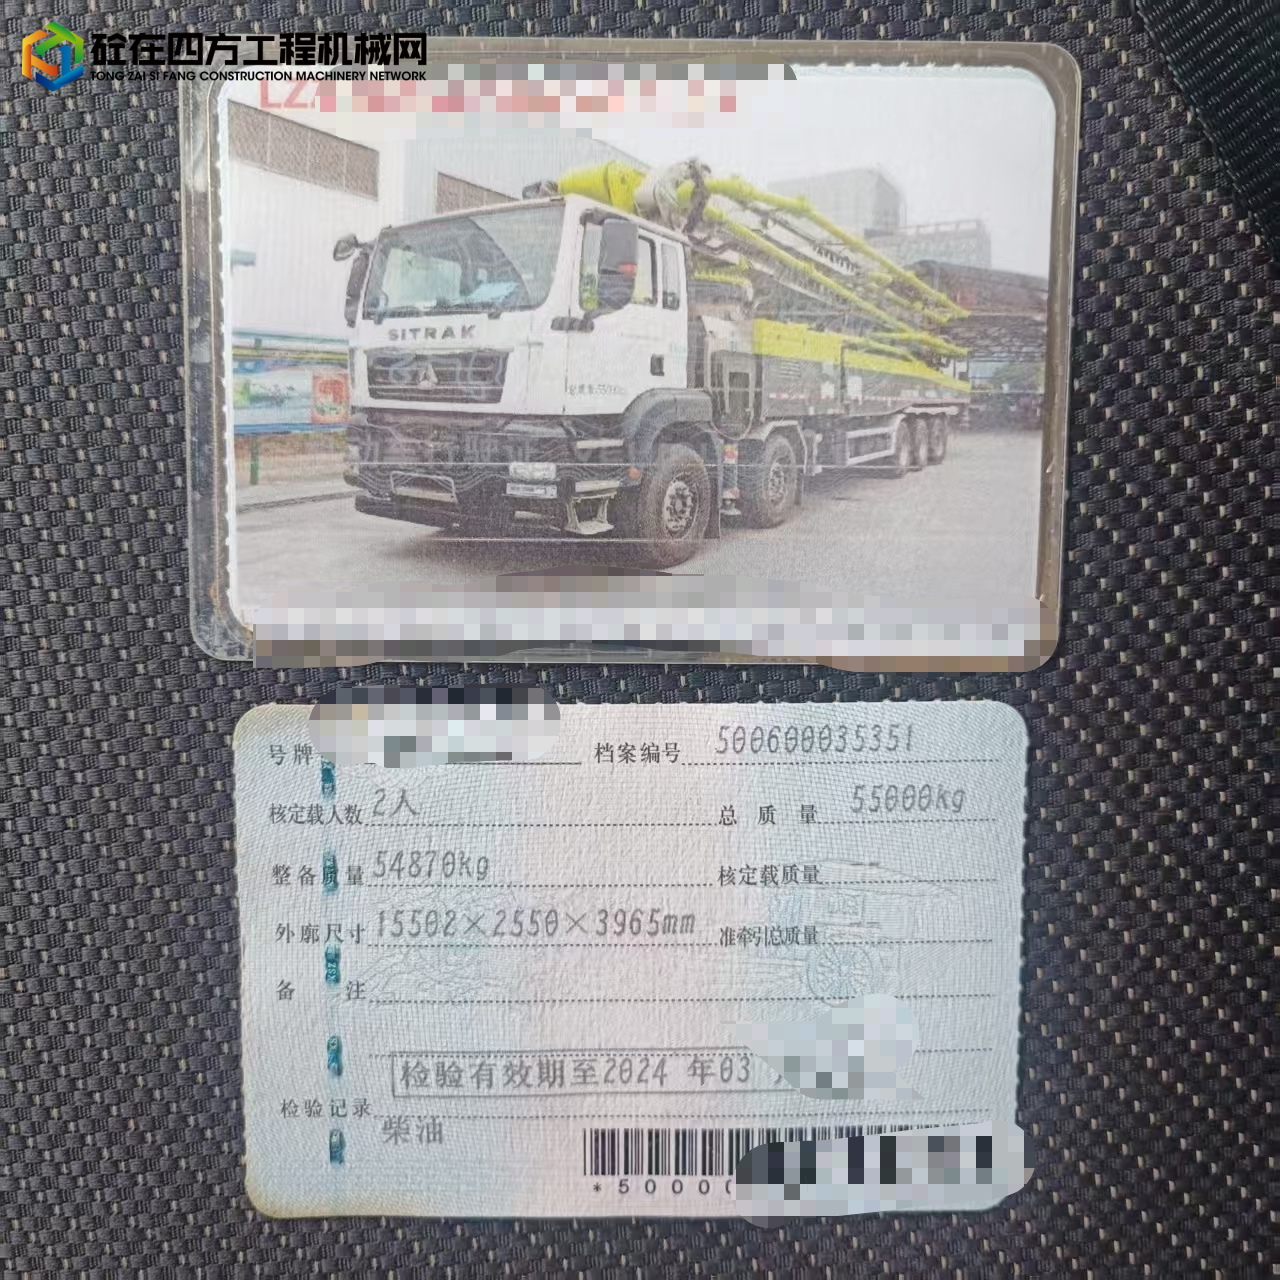 砼在四方工程机械网
TONG ZAI SI FANG CONSTRUCTION MACHINERY NETWORK
LZ
SITRAK
号牌
档案编号 500600035351
核定载人数 2人
总质量 55000kg
整备质量 54870kg
核定载质量
外廓尺寸 15502×2550×3965mm
准牵引总质量
备注
检验有效期至2024 年03
检验记录
柴油
*5000